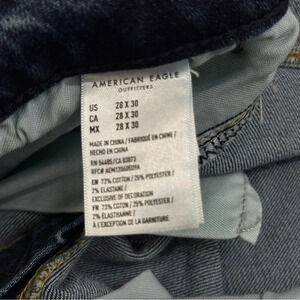 AMERICAN EAGLE
OUTFITTERS
US 28 X 30
CA 28 X 30
MX 28 X 30
MADE IN CHINA / FABRIQUÉ EN CHINE /
HECHO EN CHINA
RN 54485/CA 03873
RFC#
EN 73% COTTON / 25% POLYESTER /
2% ELASTANE /
EXCLUSIVE OF DECORATION
FR 73% COTON / 25% POLYESTER /
2% ÉLASTHANNE /
À L'EXCEPTION DE LA GARNITURE